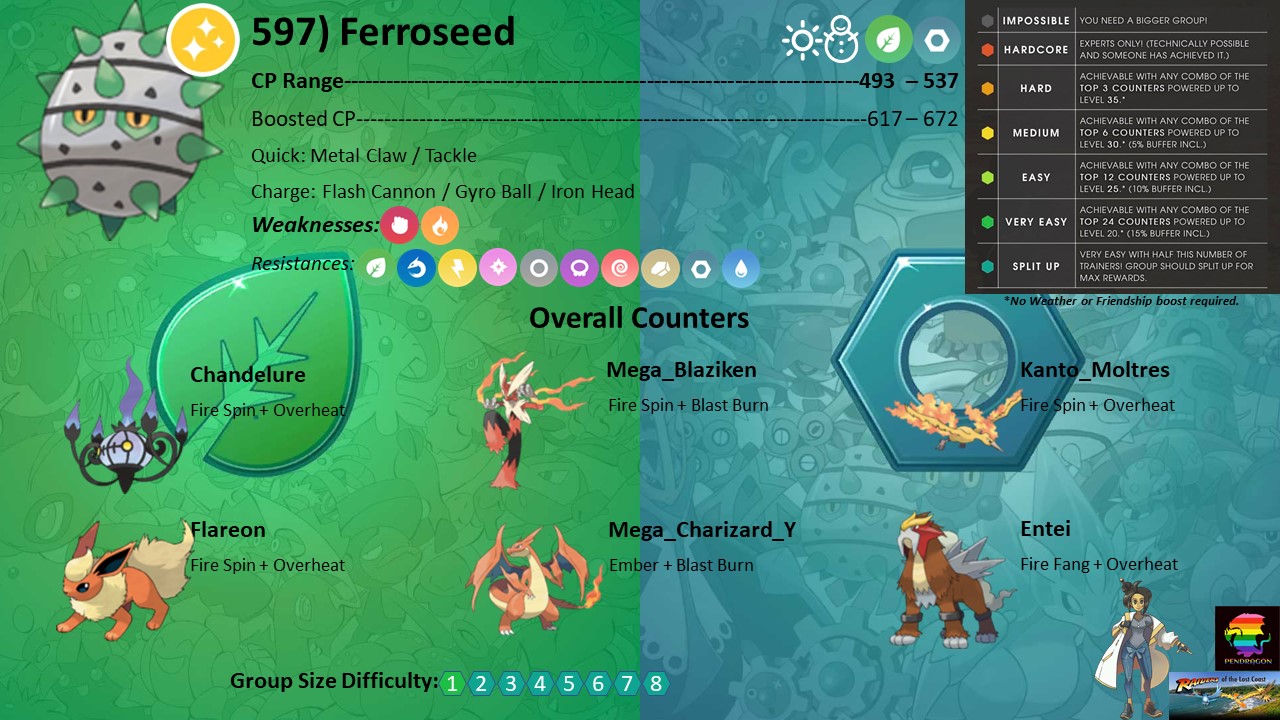 597) Ferroseed
CP Range---493 – 537
Boosted CP---617 – 672
Quick: Metal Claw / Tackle
Charge: Flash Cannon / Gyro Ball / Iron Head
Weaknesses:
Resistances:
IMPOSSIBLE YOU NEED A BIGGER GROUP!
HARDCORE EXPERTS ONLY! (TECHNICALLY POSSIBLE
AND SOMEONE HAS ACHIEVED IT.)
HARD ACHIEVABLE WITH ANY COMBO OF THE
TOP 3 COUNTERS POWERED UP TO
LEVEL 35.*
MEDIUM ACHIEVABLE WITH ANY COMBO OF THE
TOP 6 COUNTERS POWERED UP TO
LEVEL 30.* (5% BUFFER INCL.)
EASY ACHIEVABLE WITH ANY COMBO OF THE
TOP 12 COUNTERS POWERED UP TO
LEVEL 25.* (10% BUFFER INCL.)
VERY EASY ACHIEVABLE WITH ANY COMBO OF THE
TOP 24 COUNTERS POWERED UP TO
LEVEL 20.* (15% BUFFER INCL.)
SPLIT UP VERY EASY WITH HALF THIS NUMBER OF
TRAINERS! GROUP SHOULD SPLIT UP FOR
MAX REWARDS.
*No Weather or Friendship boost required.
Overall Counters
Chandelure
Fire Spin + Overheat
Mega_Blaziken
Fire Spin + Blast Burn
Kanto_Moltres
Fire Spin + Overheat
Flareon
Fire Spin + Overheat
Mega_Charizard_Y
Ember + Blast Burn
Entei
Fire Fang + Overheat
Group Size Difficulty: 1 2 3 4 5 6 7 8
PENDRAGON
RAIDERS of the Lost Coast